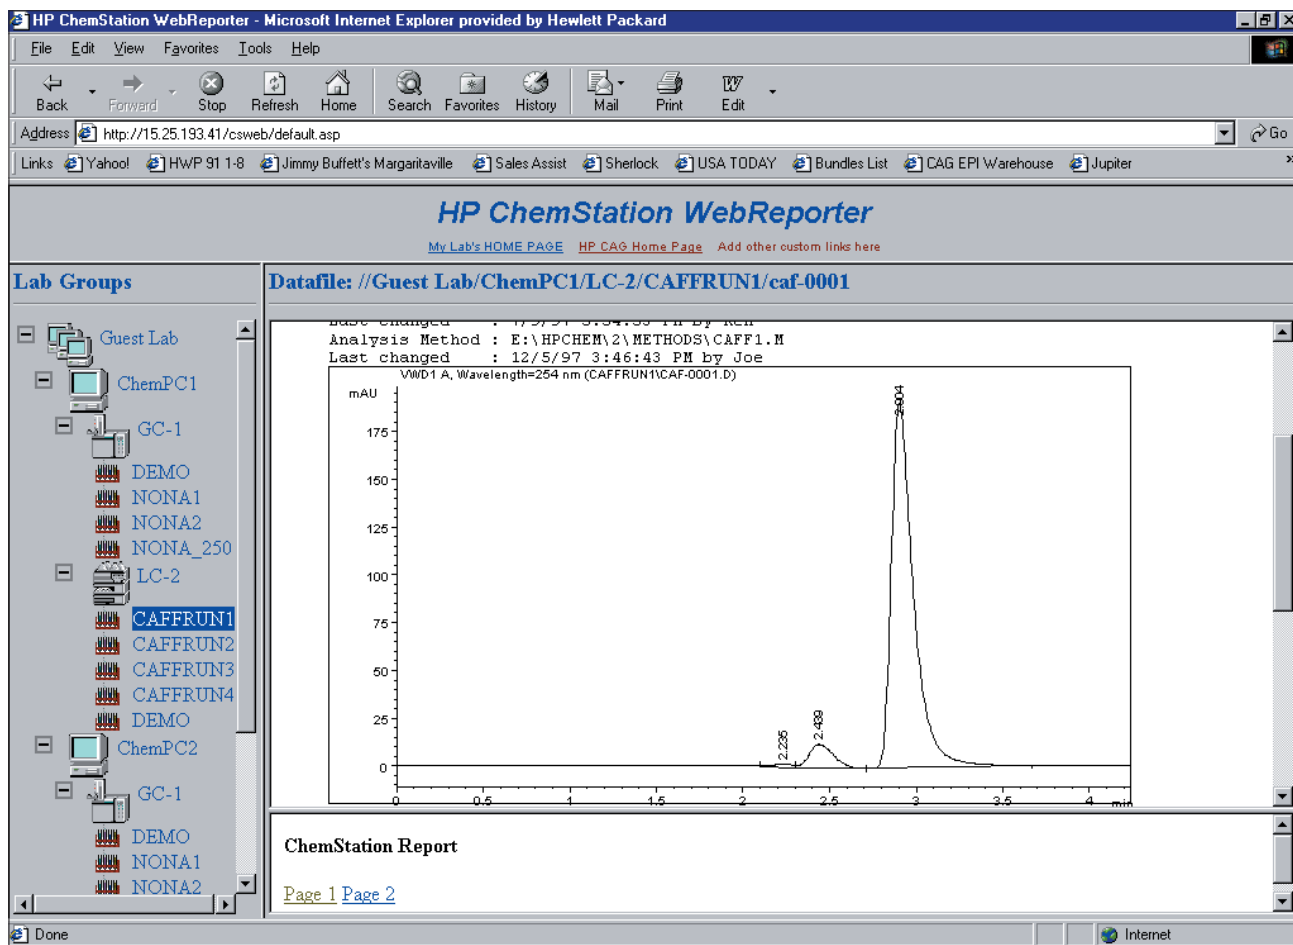 HP ChemStation WebReporter - Microsoft Internet Explorer provided by Hewlett Packard
File Edit View Favorites Tools Help
Back Forward Stop Refresh Home Search Favorites History Mail Print Edit
Address http://15.25.193.41/csweb/default.asp Go
Links Yahoo! HWP 91 1-8 Jimmy Buffett's Margaritaville Sales Assist Sherlock USA TODAY Bundles List CAG EPI Warehouse Jupiter »
HP ChemStation WebReporter
My Lab's HOME PAGE HP CAG Home Page Add other custom links here
Lab Groups
Guest Lab
ChemPC1
GC-1
DEMO
NONA1
NONA2
NONA_250
LC-2
CAFFRUN1
CAFFRUN2
CAFFRUN3
CAFFRUN4
DEMO
ChemPC2
GC-1
DEMO
NONA1
NONA2
Datafile: //Guest Lab/ChemPC1/LC-2/CAFFRUN1/caf-0001
Last changed
Analysis Method : E:\HPCHEM\2\METHODS\CAFF1.M
Last changed : 12/5/97 3:46:43 PM by Joe
VWD1 A, Wavelength=254 nm (CAFFRUN1\CAF-0001.D)
mAU
175
150
125
100
75
50
25
0
2.235
2.439
2.904
0 0.5 1 1.5 2 2.5 3 3.5 4 min
ChemStation Report
Page 1 Page 2
Done Internet